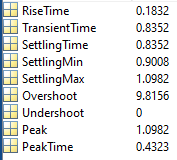 RiseTime 0.1832
TransientTime 0.8352
SettlingTime 0.8352
SettlingMin 0.9008
SettlingMax 1.0982
Overshoot 9.8156
Undershoot 0
Peak 1.0982
PeakTime 0.4323